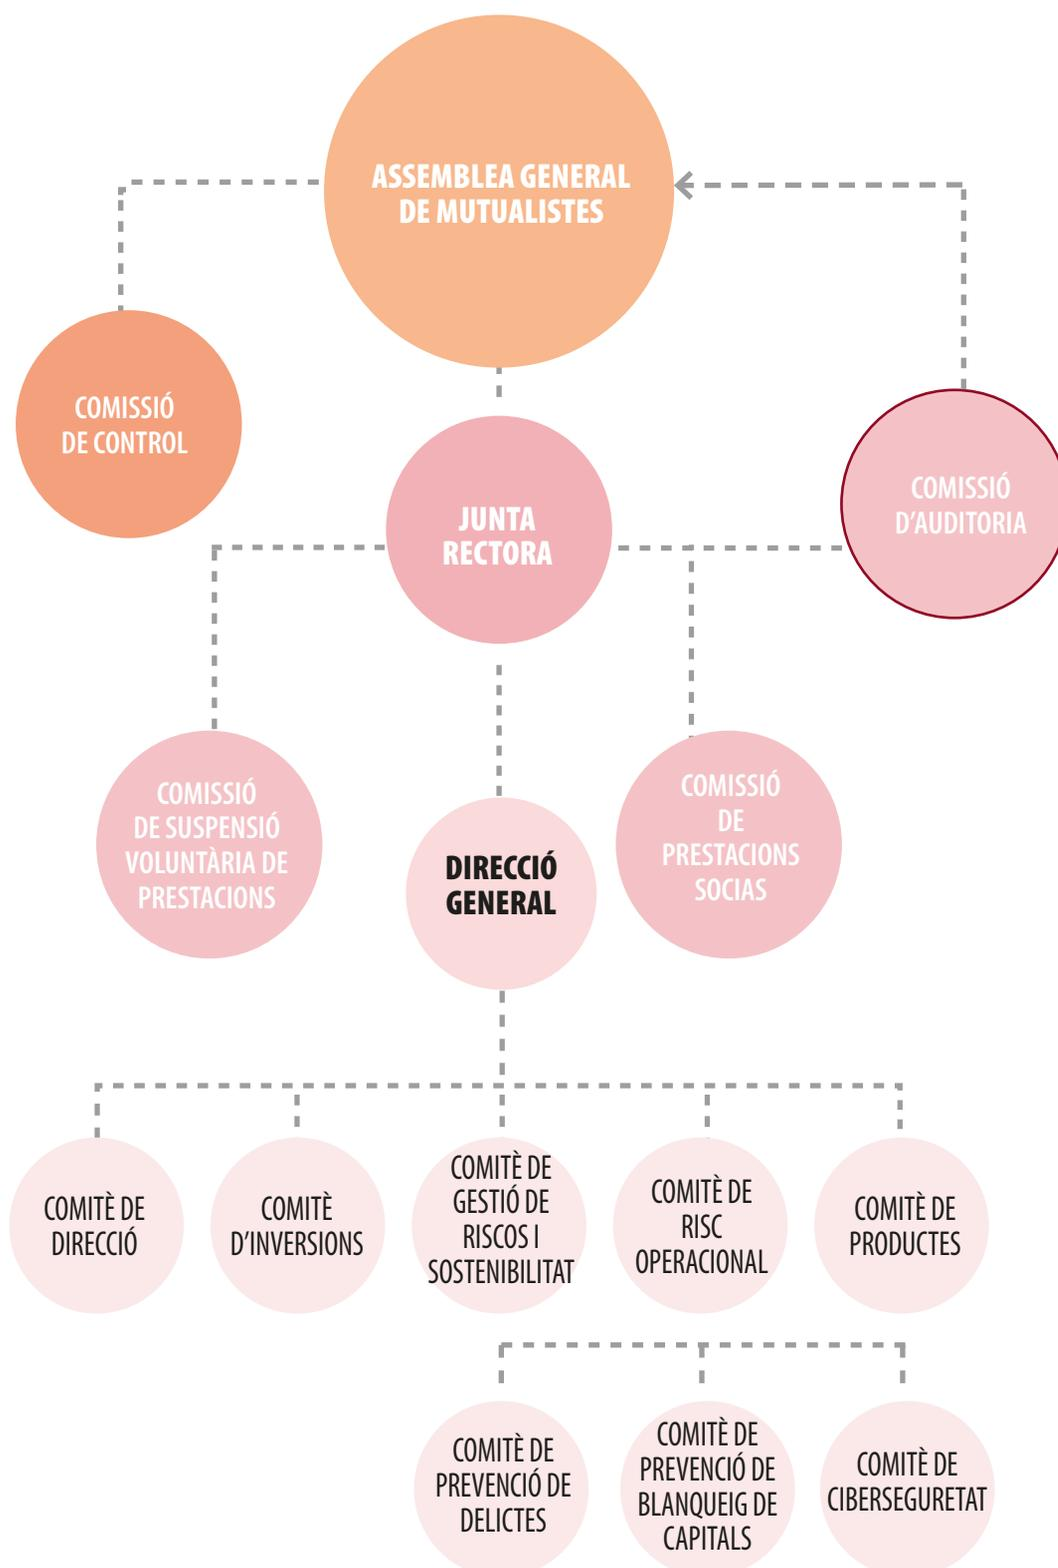 ASSEMBLEA GENERAL
DE MUTUALISTES
COMISSIÓ
DE CONTROL
JUNTA
RECTORA
COMISSIÓ
D'AUDITORIA
COMISSIÓ
DE SUSPENSIÓ
VOLUNTÀRIA DE
PRESTACIONS
DIRECCIÓ
GENERAL
COMISSIÓ
DE
PRESTACIONS
SOCIAS
COMITÈ DE
DIRECCIÓ
COMITÈ
D'INVERSIONS
COMITÈ DE
GESTIÓ DE
RISCOS I
SOSTENIBILITAT
COMITÈ DE
RISC
OPERACIONAL
COMITÈ DE
PRODUCTES
COMITÈ DE
PREVENCIÓ DE
DELICTES
COMITÈ DE
PREVENCIÓ DE
BLANQUEIG DE
CAPITALS
COMITÈ DE
CIBERSEGURETAT